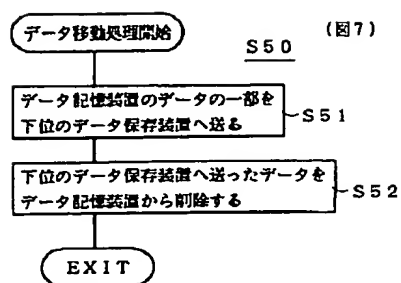 (図7)
データ移動処理開始
S50
データ記憶装置のデータの一部を
下位のデータ保存装置へ送る
S51
下位のデータ保存装置へ送ったデータを
データ記憶装置から削除する
S52
EXIT